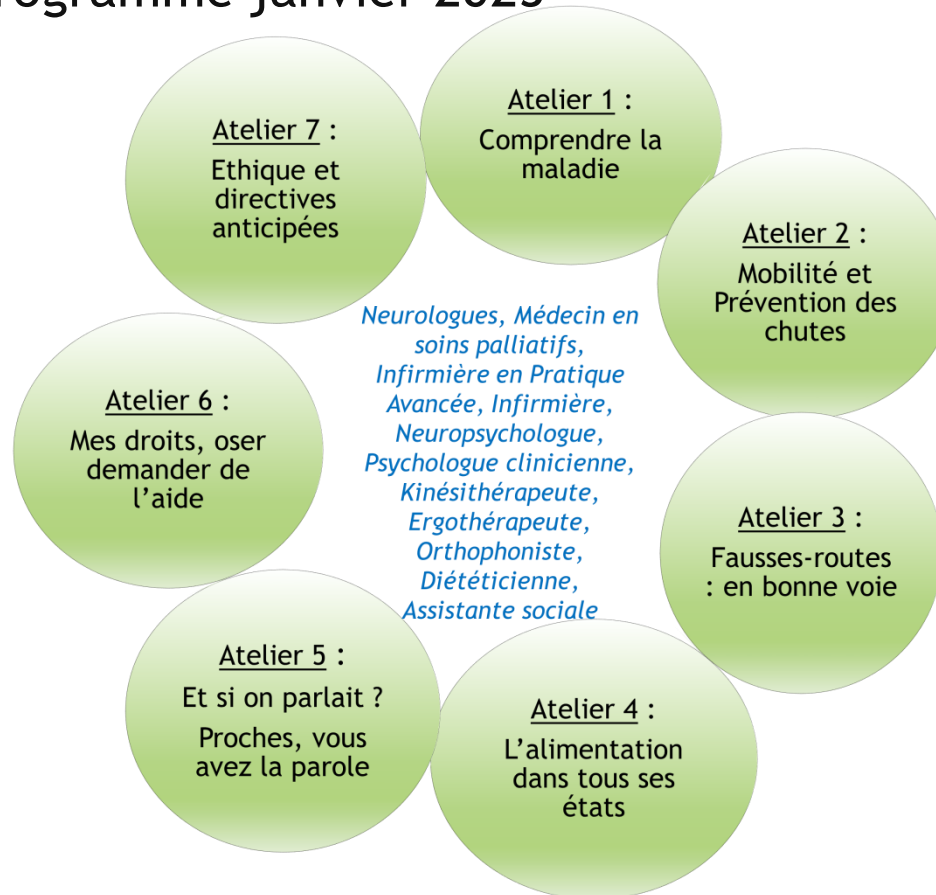 programme janvier 2025
Atelier 1 :
Comprendre la
maladie
Atelier 2 :
Mobilité et
Prévention des
chutes
Atelier 3 :
Fausses-routes
: en bonne voie
Atelier 4 :
L’alimentation
dans tous ses
états
Atelier 5 :
Et si on parlait ?
Proches, vous
avez la parole
Atelier 6 :
Mes droits, oser
demander de
l’aide
Atelier 7 :
Ethique et
directives
anticipées
Neurologues, Médecin en
soins palliatifs,
Infirmière en Pratique
Avancée, Infirmière,
Neuropsychologue,
Psychologue clinicienne,
Kinésithérapeute,
Ergothérapeute,
Orthophoniste,
Diététicienne,
Assistante sociale